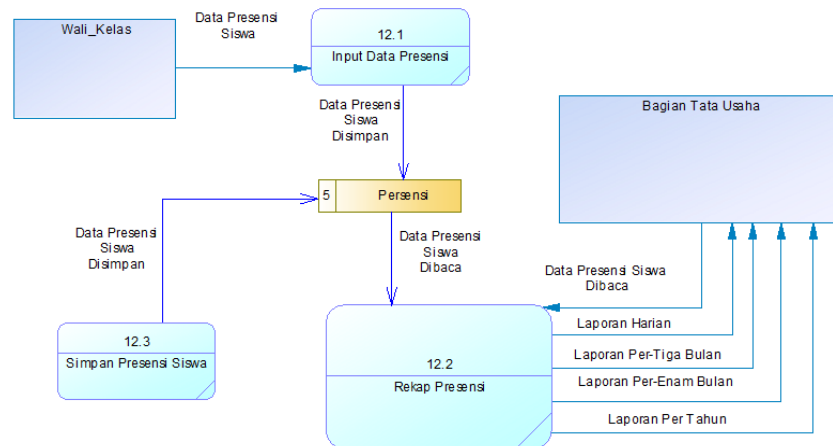 Wali_Kelas
Data Presensi
Siswa
12.1
Input Data Presensi
Data Presensi
Siswa
Disimpan
Bagian Tata Usaha
5
Persensi
Data Presensi
Siswa
Disimpan
Data Presensi
Siswa
Dibaca
Data Presensi Siswa
Dibaca
12.3
Simpan Presensi Siswa
12.2
Rekap Presensi
Laporan Harian
Laporan Per-Tiga Bulan
Laporan Per-Enam Bulan
Laporan Per Tahun